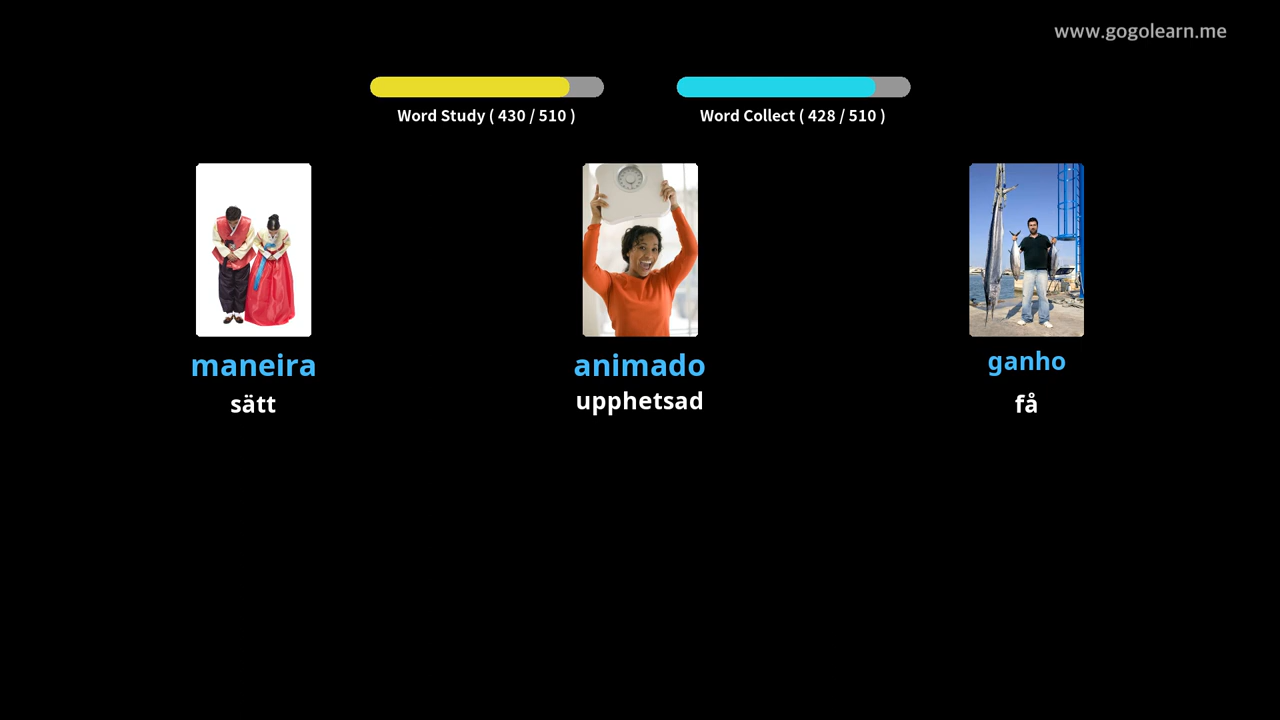 www.gogolearn.me
Word Study ( 430 / 510 )
Word Collect ( 428 / 510 )
maneira
animado
ganho
sätt
upphetsad
få